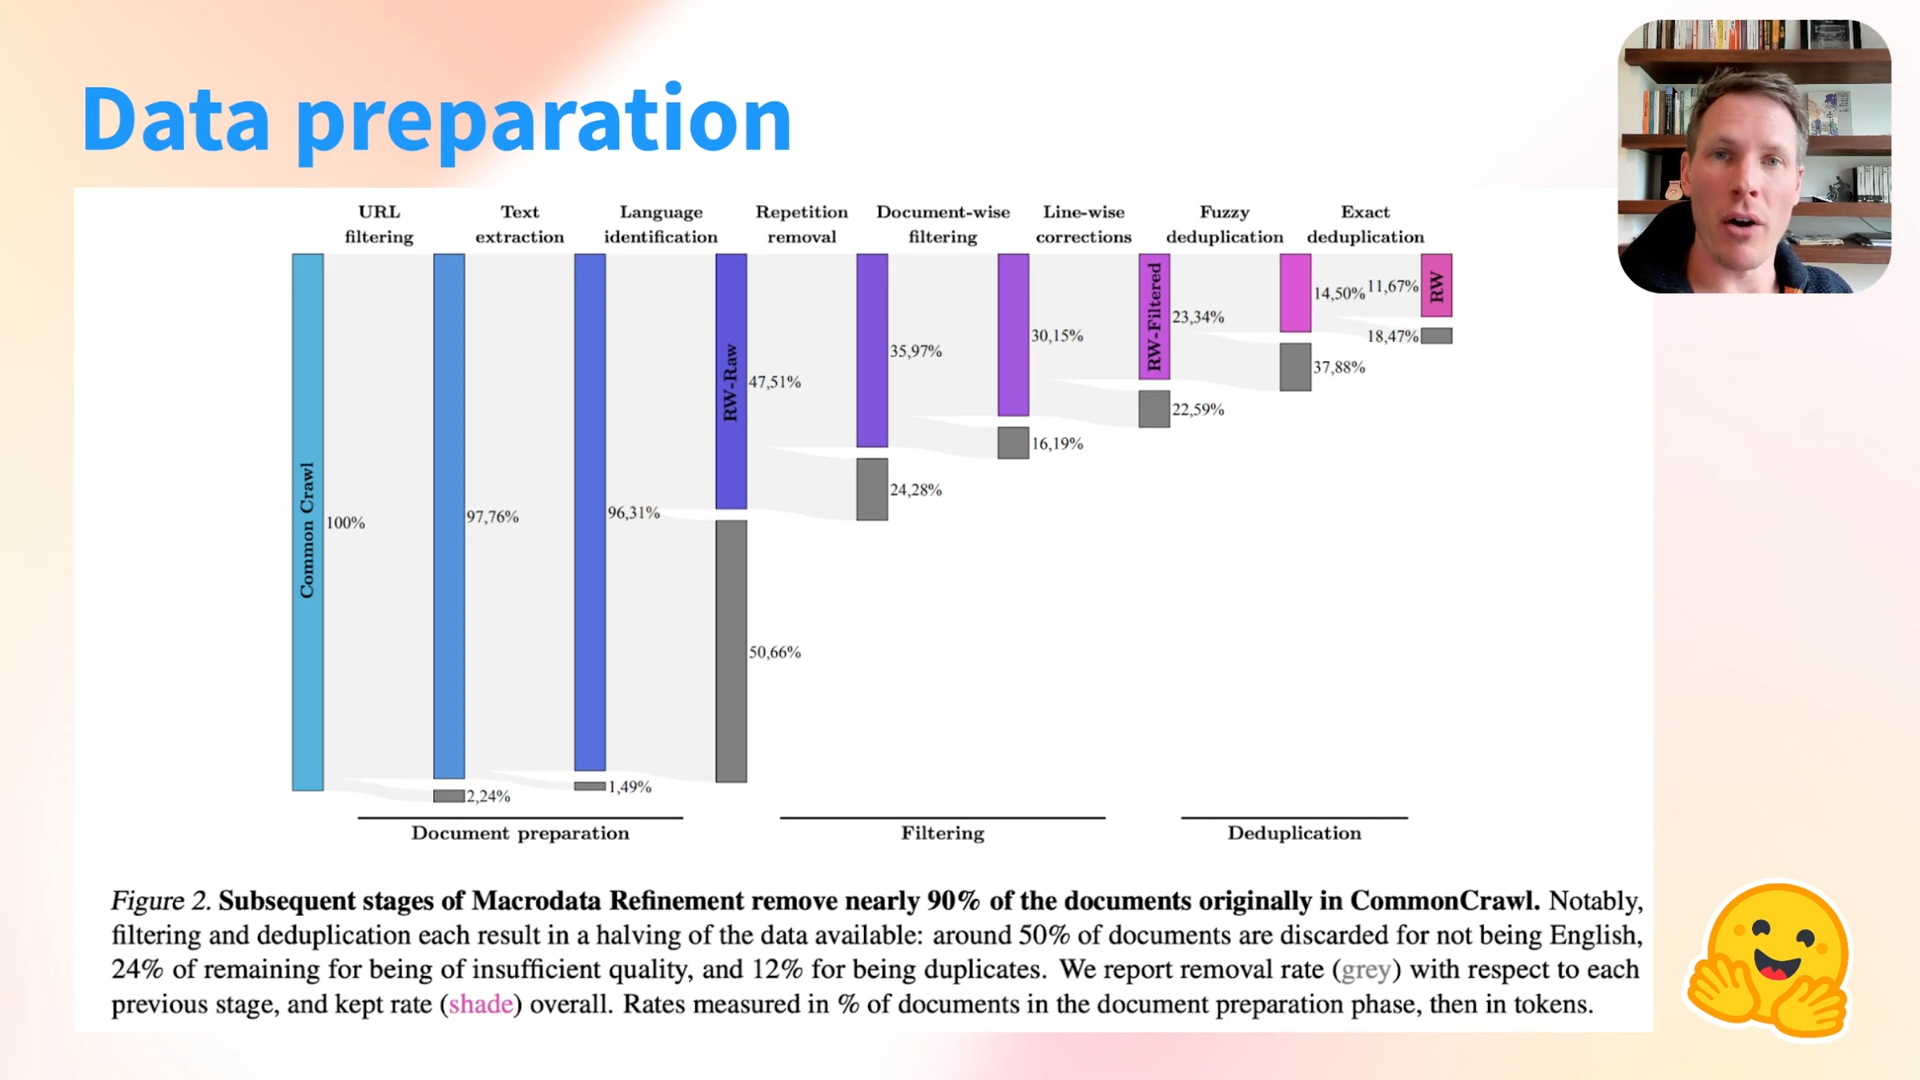 Data preparation
URL filtering
Text extraction
Language identification
Repetition removal
Document-wise filtering
Line-wise corrections
Fuzzy deduplication
Exact deduplication
Common Crawl
100%
97,76%
2,24%
96,31%
1,49%
RW-Raw
47,51%
50,66%
35,97%
24,28%
30,15%
16,19%
RW-Filtered
23,34%
22,59%
14,50%
37,88%
11,67%
RW
18,47%
Document preparation
Filtering
Deduplication
Figure 2. Subsequent stages of Macrodata Refinement remove nearly 90% of the documents originally in CommonCrawl. Notably,
filtering and deduplication each result in a halving of the data available: around 50% of documents are discarded for not being English,
24% of remaining for being of insufficient quality, and 12% for being duplicates. We report removal rate (grey) with respect to each
previous stage, and kept rate (shade) overall. Rates measured in % of documents in the document preparation phase, then in tokens.